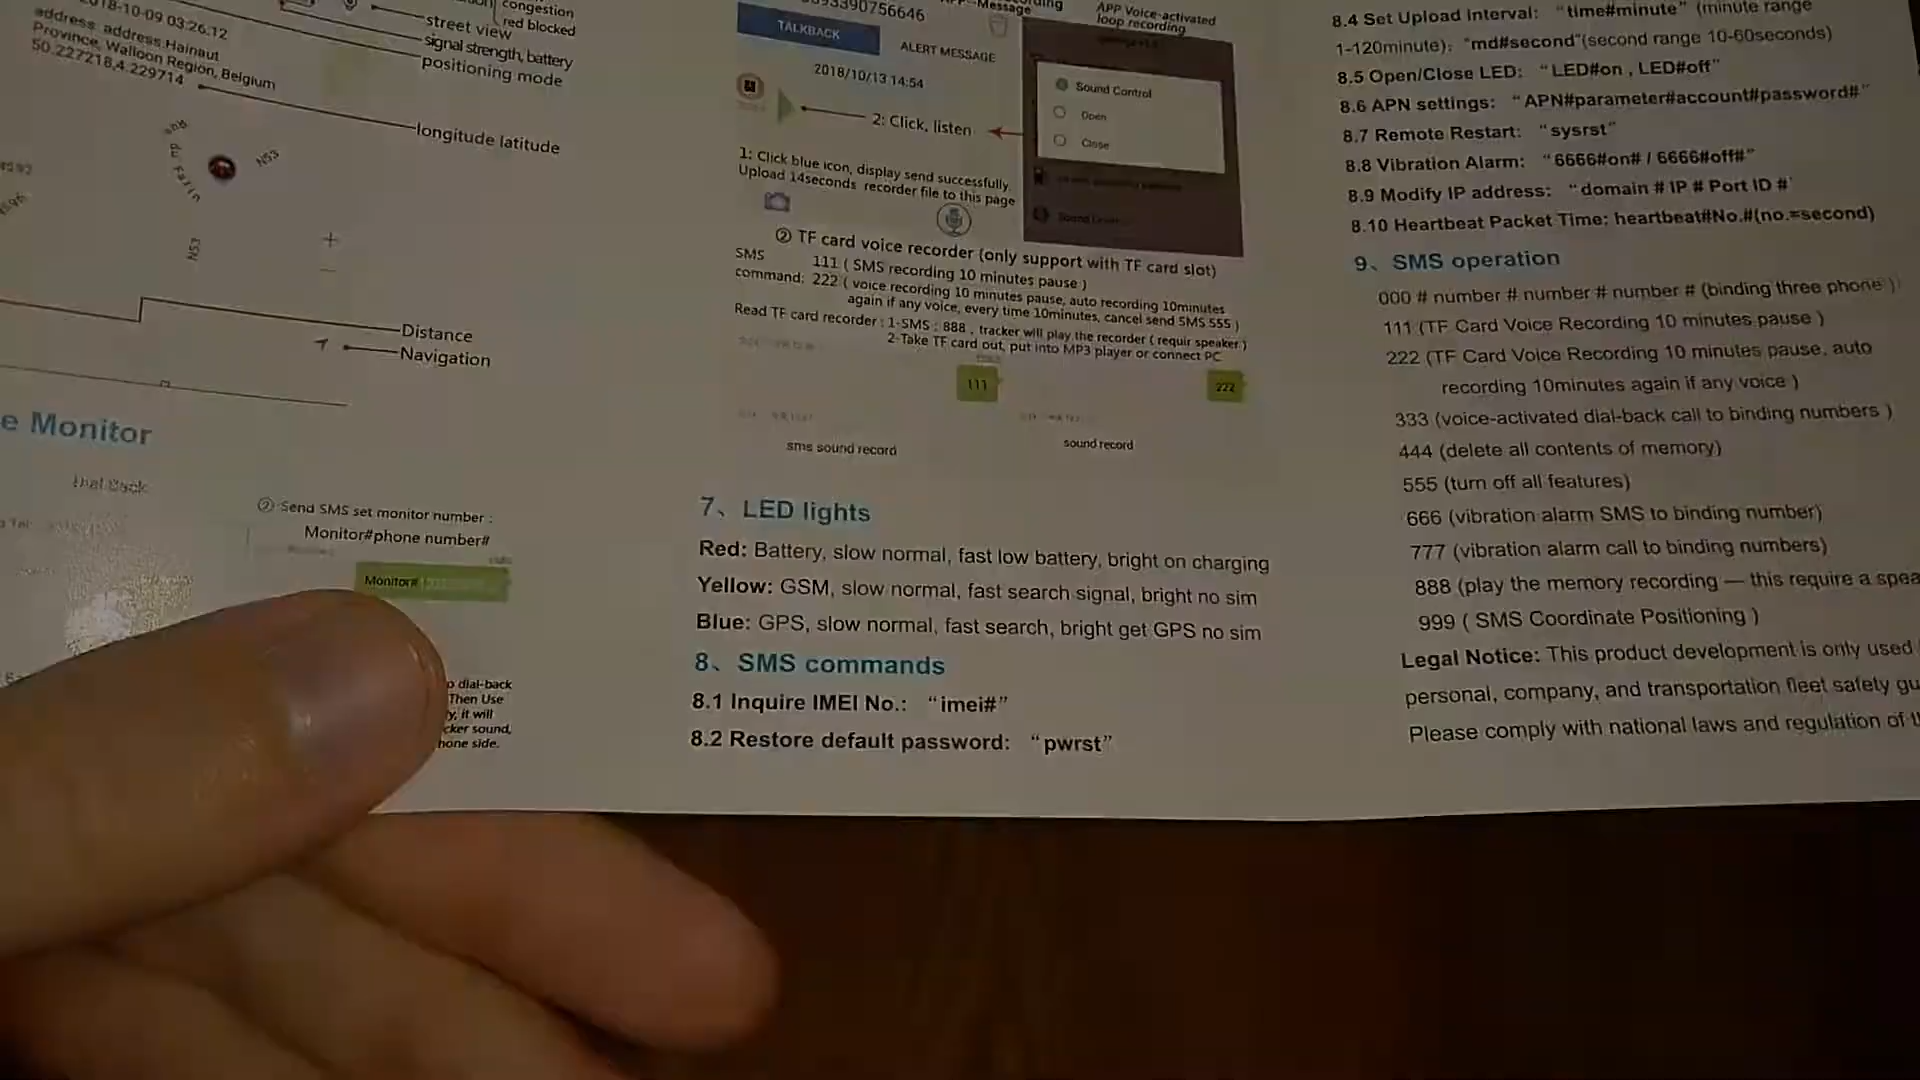 2018-10-09 03:26:12
address address:Hainaut
Province, Walloon Region, Belgium
50.227218,4.229714
congestion
red blocked
street view
signal strength, battery
positioning mode
longitude latitude
N53
N53
Distance
Navigation
e Monitor
② Send SMS set monitor number :
Monitor#phone number#
Monitor#
dial-back
Then Use
it will
sound,
side.
3390756646
Message
TALKBACK
ALERT MESSAGE
APP Voice-activated
loop recording
2018/10/13 14:54
Sound Control
Open
Close
2: Click, listen
1: Click blue icon, display send successfully.
Upload 14seconds recorder file to this page
② TF card voice recorder (only support with TF card slot)
SMS 111 ( SMS recording 10 minutes pause )
command: 222 ( voice recording 10 minutes pause, auto recording 10minutes
again if any voice, every time 10minutes, cancel send SMS 555 )
Read TF card recorder : 1-SMS : 888 , tracker will play the recorder ( requir speaker )
2-Take TF card out, put into MP3 player or connect PC
111
222
sms sound record
sound record
7、LED lights
Red: Battery, slow normal, fast low battery, bright on charging
Yellow: GSM, slow normal, fast search signal, bright no sim
Blue: GPS, slow normal, fast search, bright get GPS no sim
8、SMS commands
8.1 Inquire IMEI No.: “imei#”
8.2 Restore default password: “pwrst”
8.4 Set Upload Interval: “time#minute” (minute range
1-120minute); “md#second”(second range 10-60seconds)
8.5 Open/Close LED: “LED#on , LED#off”
8.6 APN settings: “APN#parameter#account#password#”
8.7 Remote Restart: “sysrst”
8.8 Vibration Alarm: “6666#on# / 6666#off#”
8.9 Modify IP address: “domain # IP # Port ID #”
8.10 Heartbeat Packet Time: heartbeat#No.#(no.=second)
9、SMS operation
000 # number # number # number # (binding three phone )
111 (TF Card Voice Recording 10 minutes pause )
222 (TF Card Voice Recording 10 minutes pause, auto
recording 10minutes again if any voice )
333 (voice-activated dial-back call to binding numbers )
444 (delete all contents of memory)
555 (turn off all features)
666 (vibration alarm SMS to binding number)
777 (vibration alarm call to binding numbers)
888 (play the memory recording — this require a spea
999 ( SMS Coordinate Positioning )
Legal Notice: This product development is only used
personal, company, and transportation fleet safety gu
Please comply with national laws and regulation of t